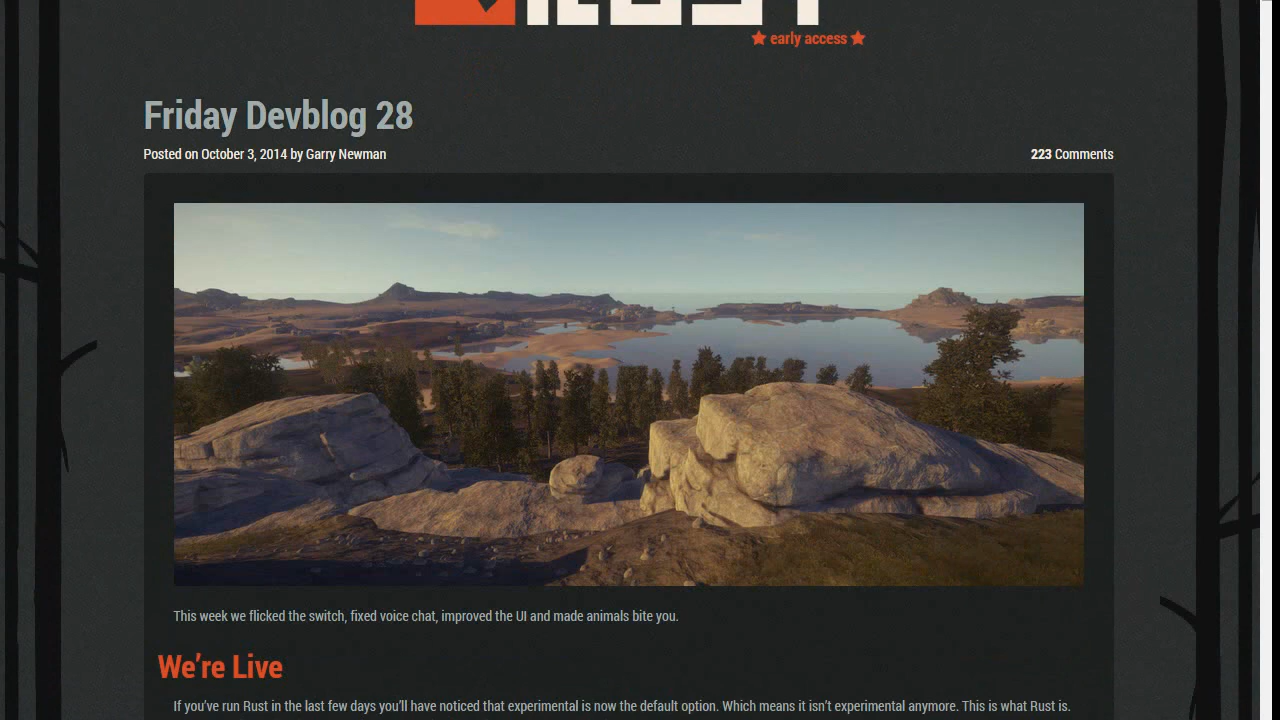 early access
Friday Devblog 28
Posted on October 3, 2014 by Garry Newman
223 Comments
This week we flicked the switch, fixed voice chat, improved the UI and made animals bite you.
We're Live
If you've run Rust in the last few days you'll have noticed that experimental is now the default option. Which means it isn't experimental anymore. This is what Rust is.